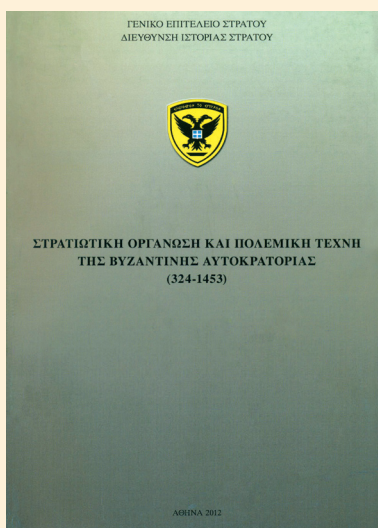 ΓΕΝΙΚΟ ΕΠΙΤΕΛΕΙΟ ΣΤΡΑΤΟΥ
ΔΙΕΥΘΥΝΣΗ ΙΣΤΟΡΙΑΣ ΣΤΡΑΤΟΥ
ΣΤΡΑΤΙΩΤΙΚΗ ΟΡΓΑΝΩΣΗ ΚΑΙ ΠΟΛΕΜΙΚΗ ΤΕΧΝΗ
ΤΗΣ ΒΥΖΑΝΤΙΝΗΣ ΑΥΤΟΚΡΑΤΟΡΙΑΣ
(324-1453)
ΑΘΗΝΑ 2012